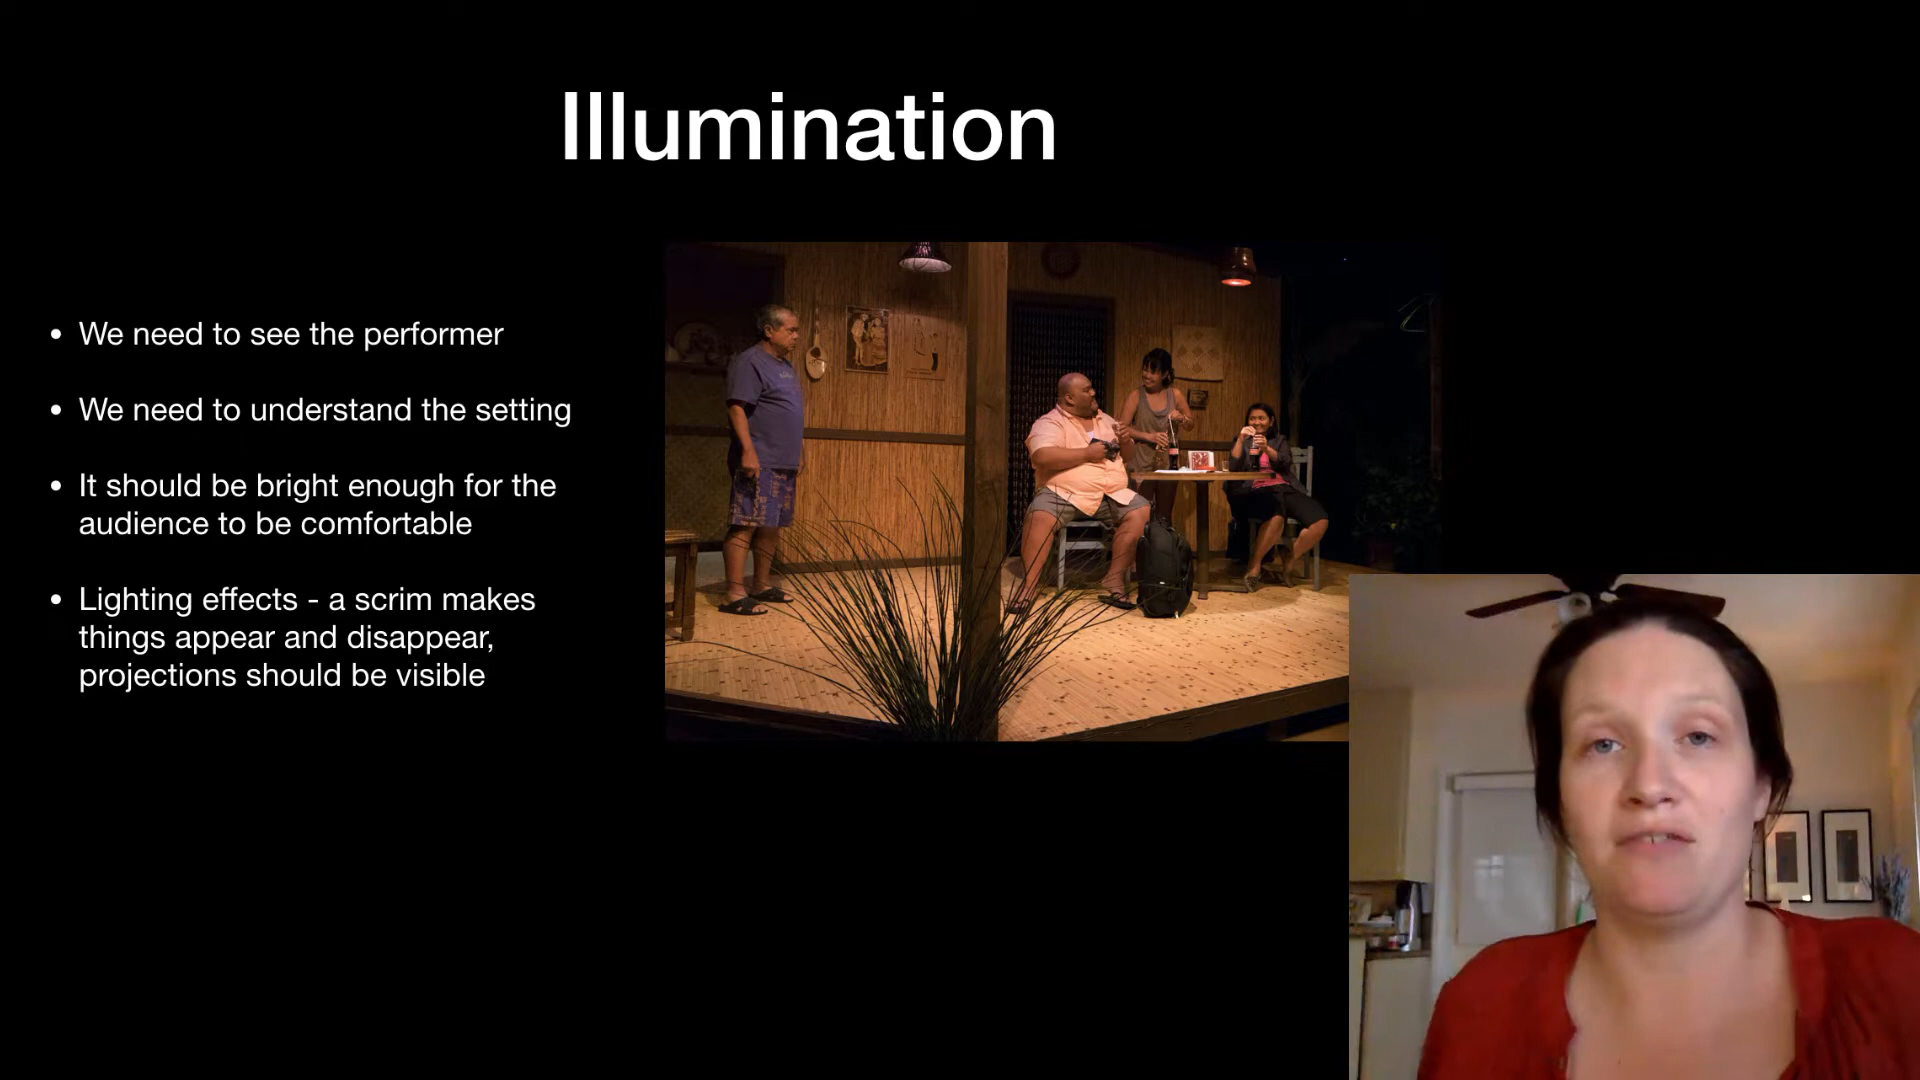 Illumination
• We need to see the performer
• We need to understand the setting
• It should be bright enough for the
audience to be comfortable
• Lighting effects - a scrim makes
things appear and disappear,
projections should be visible